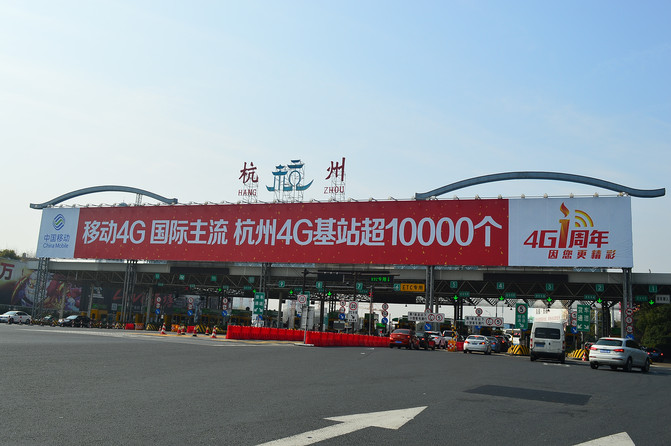 杭 州
HANG ZHOU
中国移动
China Mobile
移动4G 国际主流 杭州4G基站超10000个
4G1周年
因您更精彩
ETC专用
万